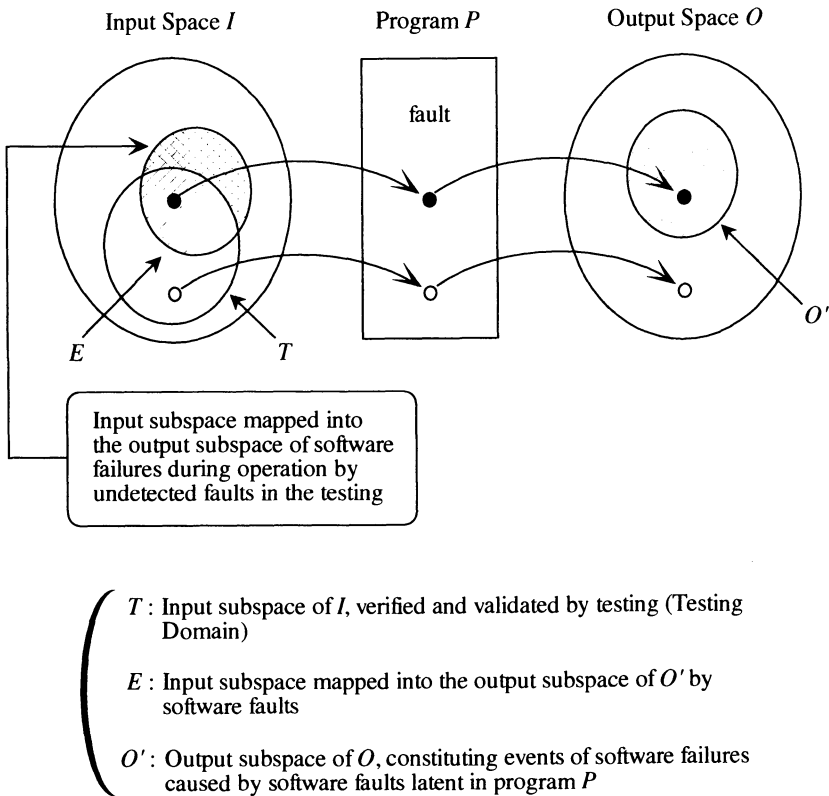 Input Space I
Program P
Output Space O
fault
E
T
O'
Input subspace mapped into
the output subspace of software
failures during operation by
undetected faults in the testing
T : Input subspace of I, verified and validated by testing (Testing
Domain)
E : Input subspace mapped into the output subspace of O' by
software faults
O' : Output subspace of O, constituting events of software failures
caused by software faults latent in program P